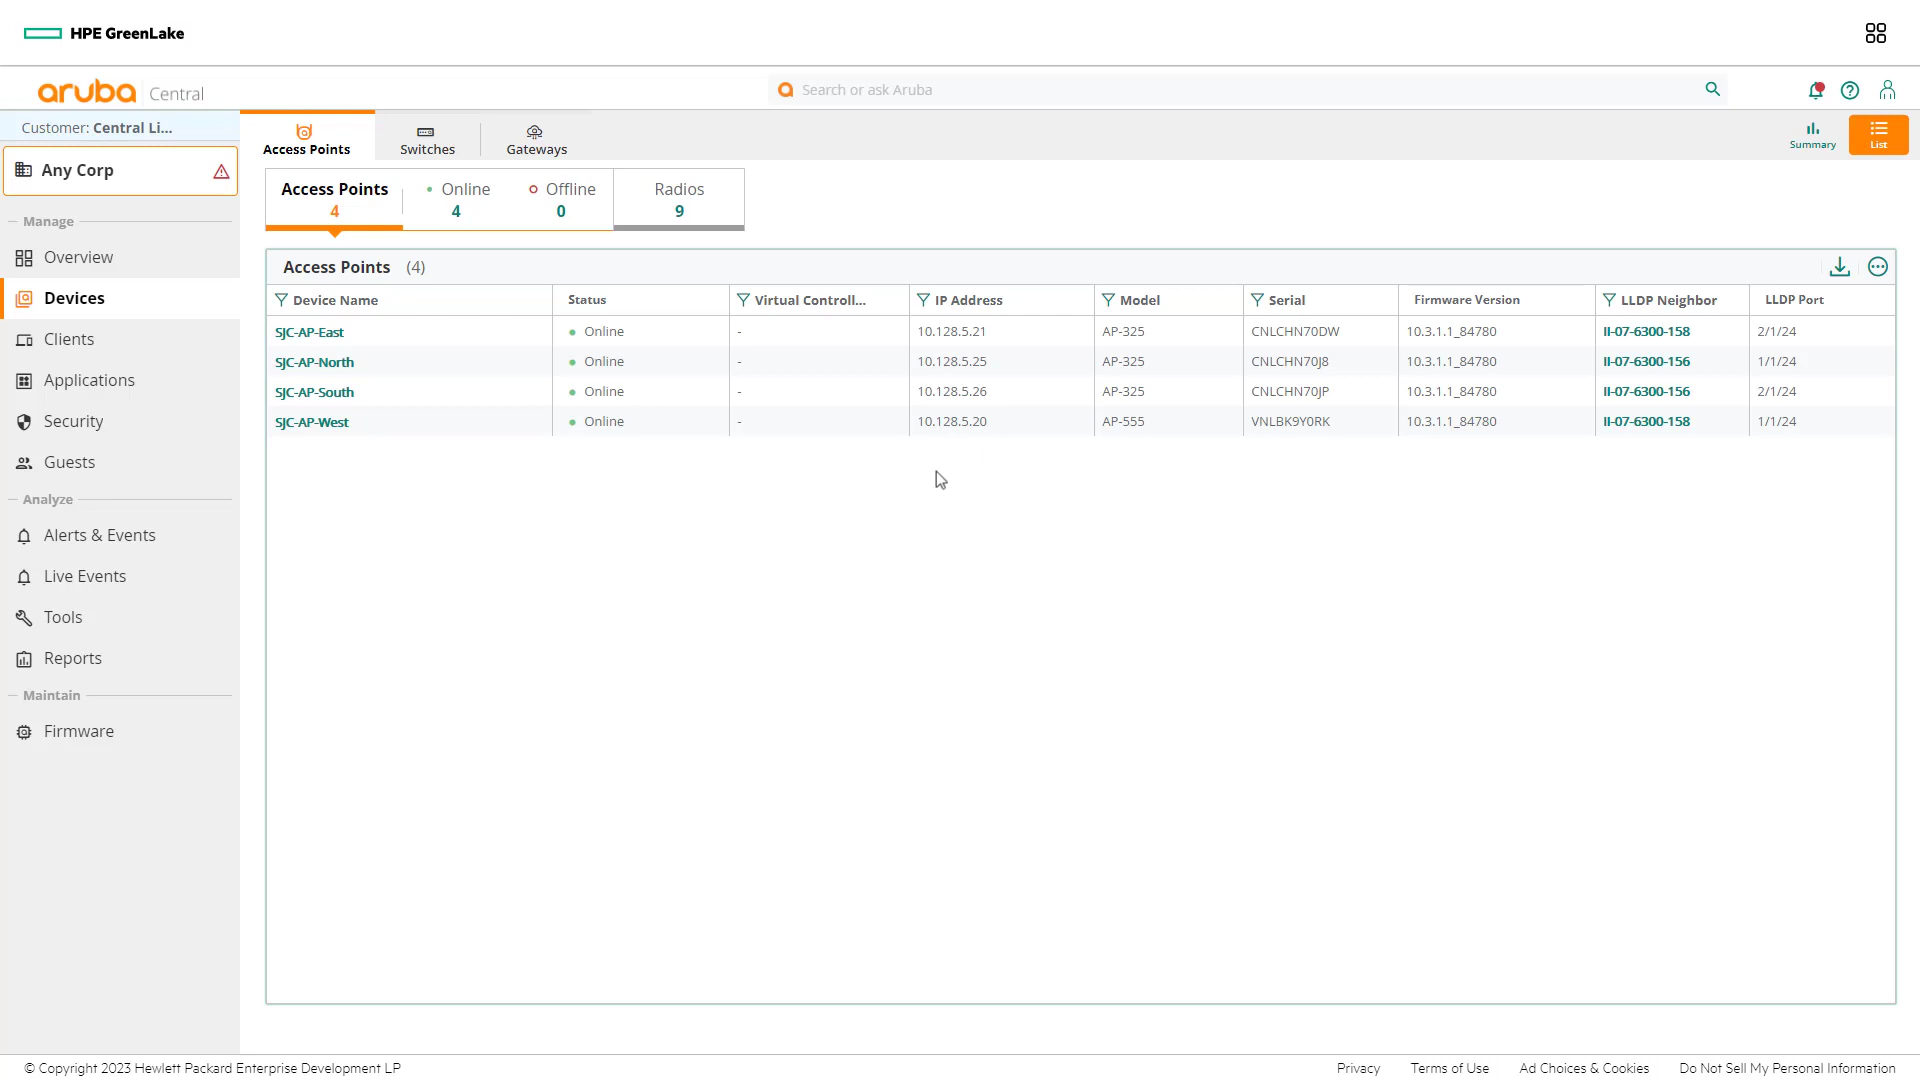 HPE GreenLake
aruba Central
Search or ask Aruba
Customer: Central Li...
Access Points
Switches
Gateways
Summary
List
Any Corp
Access Points
4
Online
4
Offline
0
Radios
9
Manage
Overview
Devices
Clients
Applications
Security
Guests
Analyze
Alerts & Events
Live Events
Tools
Reports
Maintain
Firmware
Access Points (4)
Device Name Status Virtual Controll... IP Address Model Serial Firmware Version LLDP Neighbor LLDP Port
SJC-AP-East Online - 10.128.5.21 AP-325 CNLCHN70DW 10.3.1.1_84780 II-07-6300-158 2/1/24
SJC-AP-North Online - 10.128.5.25 AP-325 CNLCHN70J8 10.3.1.1_84780 II-07-6300-156 1/1/24
SJC-AP-South Online - 10.128.5.26 AP-325 CNLCHN70JP 10.3.1.1_84780 II-07-6300-156 2/1/24
SJC-AP-West Online - 10.128.5.20 AP-555 VNLBK9Y0RK 10.3.1.1_84780 II-07-6300-158 1/1/24
© Copyright 2023 Hewlett Packard Enterprise Development LP
Privacy Terms of Use Ad Choices & Cookies Do Not Sell My Personal Information